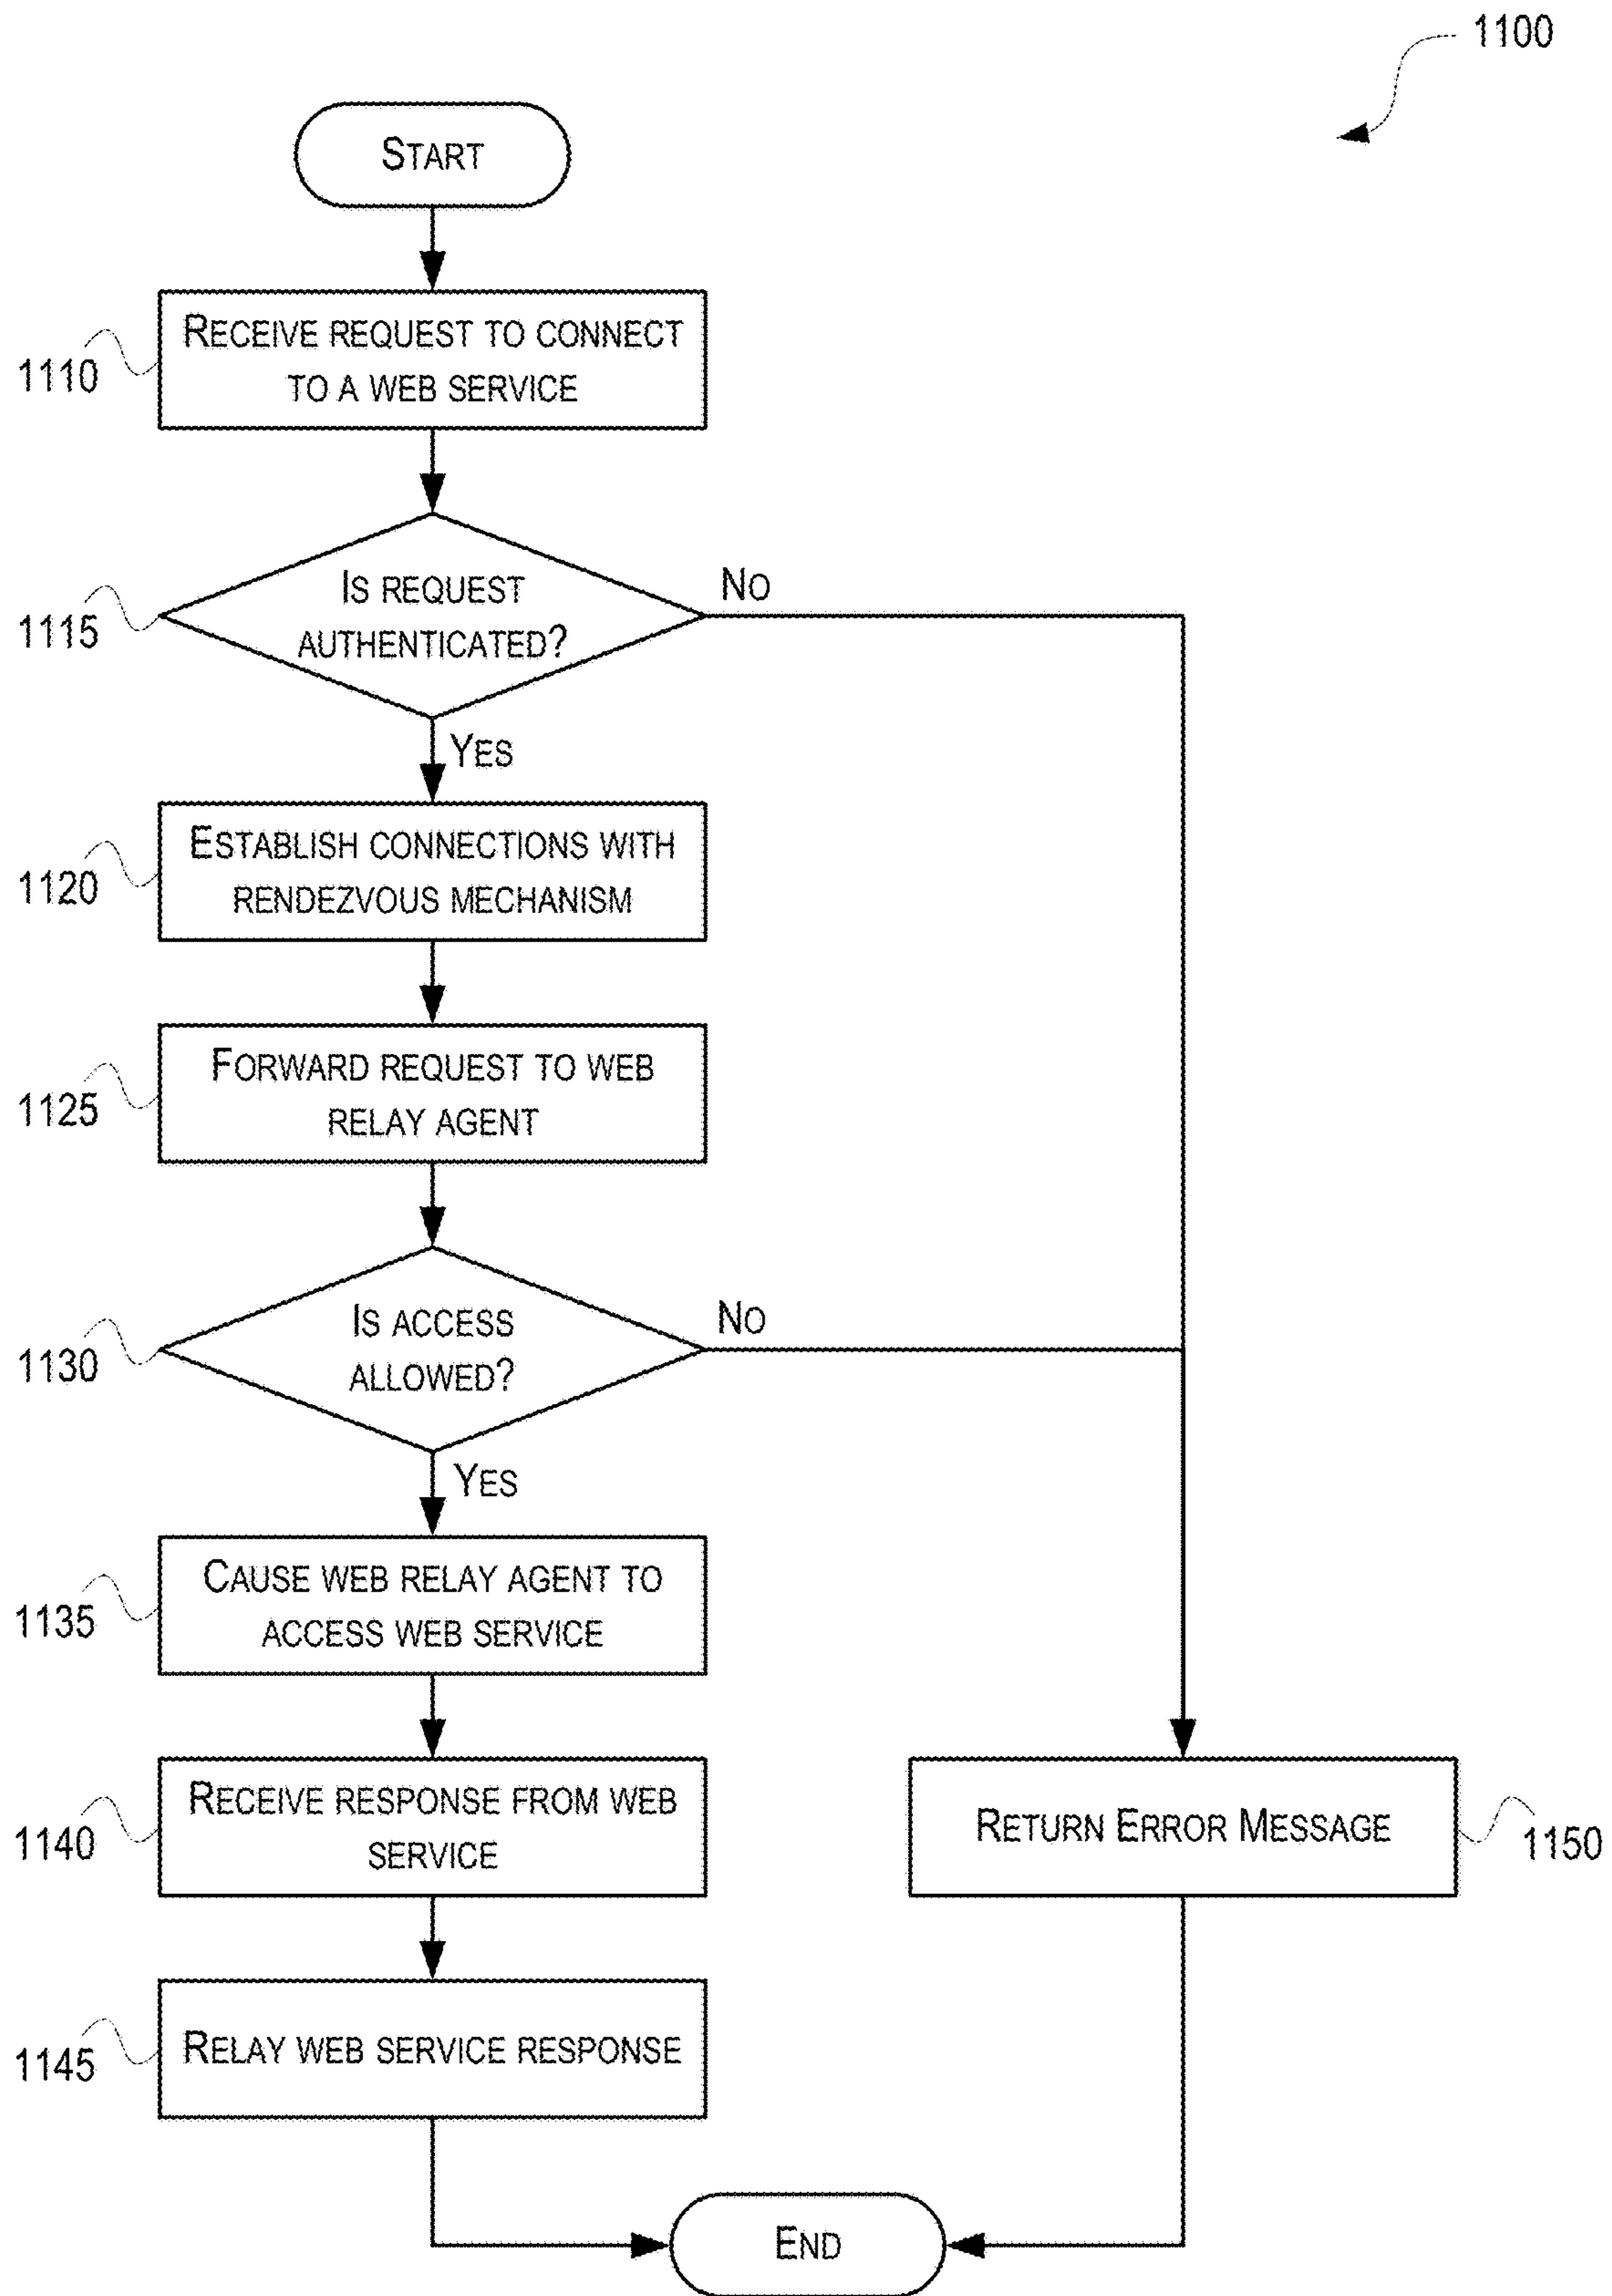 1100
START
RECEIVE REQUEST TO CONNECT
TO A WEB SERVICE
1110
IS REQUEST
AUTHENTICATED?
NO
1115
YES
ESTABLISH CONNECTIONS WITH
RENDEZVOUS MECHANISM
1120
FORWARD REQUEST TO WEB
RELAY AGENT
1125
IS ACCESS
ALLOWED?
NO
1130
YES
CAUSE WEB RELAY AGENT TO
ACCESS WEB SERVICE
1135
RECEIVE RESPONSE FROM WEB
SERVICE
1140
RETURN ERROR MESSAGE
1150
RELAY WEB SERVICE RESPONSE
1145
END